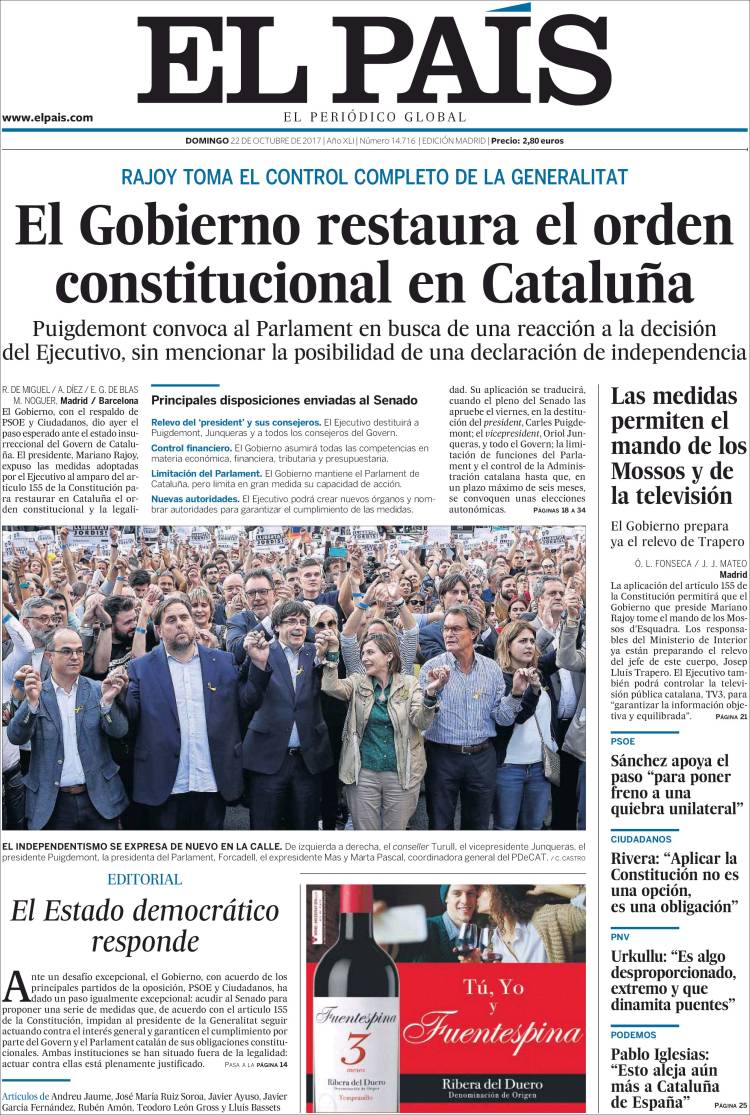 EL PAÍS
EL PERIÓDICO GLOBAL
www.elpais.com
DOMINGO 22 DE OCTUBRE DE 2017 | Año XLI | Número 14.716 | EDICIÓN MADRID | Precio: 2,80 euros
RAJOY TOMA EL CONTROL COMPLETO DE LA GENERALITAT
El Gobierno restaura el orden
constitucional en Cataluña
Puigdemont convoca al Parlament en busca de una reacción a la decisión
del Ejecutivo, sin mencionar la posibilidad de una declaración de independencia
R. DE MIGUEL / A. DÍEZ / E. G. DE BLAS
M. NOGUER, Madrid / Barcelona
El Gobierno, con el respaldo de
PSOE y Ciudadanos, dio ayer el
paso esperado ante el estado insu-
rreccional del Govern de Catalu-
ña. El presidente, Mariano Rajoy,
expuso las medidas adoptadas
por el Ejecutivo al amparo del ar-
tículo 155 de la Constitución pa-
ra restaurar en Cataluña el or-
den constitucional y la legali-
Principales disposiciones enviadas al Senado
Relevo del 'president' y sus consejeros. El Ejecutivo destituirá a
Puigdemont, Junqueras y a todos los consejeros del Govern.
Control financiero. El Gobierno asumirá todas las competencias en
materia económica, financiera, tributaria y presupuestaria.
Limitación del Parlament. El Gobierno mantiene el Parlament de
Cataluña, pero limita en gran medida su capacidad de acción.
Nuevas autoridades. El Ejecutivo podrá crear nuevos órganos y nom-
brar autoridades para garantizar el cumplimiento de las medidas.
dad. Su aplicación se traducirá,
cuando el pleno del Senado las
apruebe el viernes, en la destitu-
ción del president, Carles Puigde-
mont; el vicepresident, Oriol Jun-
queras, y todo el Govern; la limi-
tación de funciones del Parla-
ment y el control de la Adminis-
tración catalana hasta que, en
un plazo máximo de seis meses,
se convoquen unas elecciones
autonómicas. PÁGINAS 18 A 34
EL INDEPENDENTISMO SE EXPRESA DE NUEVO EN LA CALLE. De izquierda a derecha, el conseller Turull, el vicepresidente Junqueras, el
presidente Puigdemont, la presidenta del Parlament, Forcadell, el expresidente Mas y Marta Pascal, coordinadora general del PDeCAT. / C. CASTRO
Las medidas
permiten el
mando de los
Mossos y de
la televisión
El Gobierno prepara
ya el relevo de Trapero
Ó. L. FONSECA / J. J. MATEO
Madrid
La aplicación del artículo 155 de
la Constitución permitirá que el
Gobierno que preside Mariano
Rajoy tome el mando de los Mos-
sos d'Esquadra. Los responsables
del Ministerio de Interior
ya están preparando el relevo
del jefe de este cuerpo, Josep
Lluís Trapero. El Ejecutivo tam-
bién podrá controlar la televi-
sión pública catalana, TV3, para
"garantizar la información obje-
tiva y equilibrada". PÁGINA 21
PSOE
Sánchez apoya el
paso "para poner
freno a una
quiebra unilateral"
CIUDADANOS
Rivera: "Aplicar la
Constitución no es
una opción,
es una obligación"
PNV
Urkullu: "Es algo
desproporcionado,
extremo y que
dinamita puentes"
PODEMOS
Pablo Iglesias:
"Esto aleja aún
más a Cataluña
de España" PÁGINA 25
EDITORIAL
El Estado democrático
responde
Ante un desafío excepcional, el Gobierno, con acuerdo de los
principales partidos de la oposición, PSOE y Ciudadanos, ha
dado un paso igualmente excepcional: acudir al Senado para
proponer una serie de medidas que, de acuerdo con el artículo 155
de la Constitución, impidan al presidente de la Generalitat seguir
actuando contra el interés general y garanticen el cumplimiento por
parte del Govern y el Parlament catalán de sus obligaciones constitu-
cionales. Ambas instituciones se han situado fuera de la legalidad:
actuar contra ellas está plenamente justificado. PASA A LA PÁGINA 14
Artículos de Andreu Jaume, José María Ruiz Soroa, Javier Ayuso, Javier
García Fernández, Rubén Amón, Teodoro León Gross y Lluís Bassets
Fuentespina
3
meses
Ribera del Duero
Denominación de Origen
Tempranillo
Tú, Yo
y
Fuentespina
Ribera del Duero
Denominación de Origen